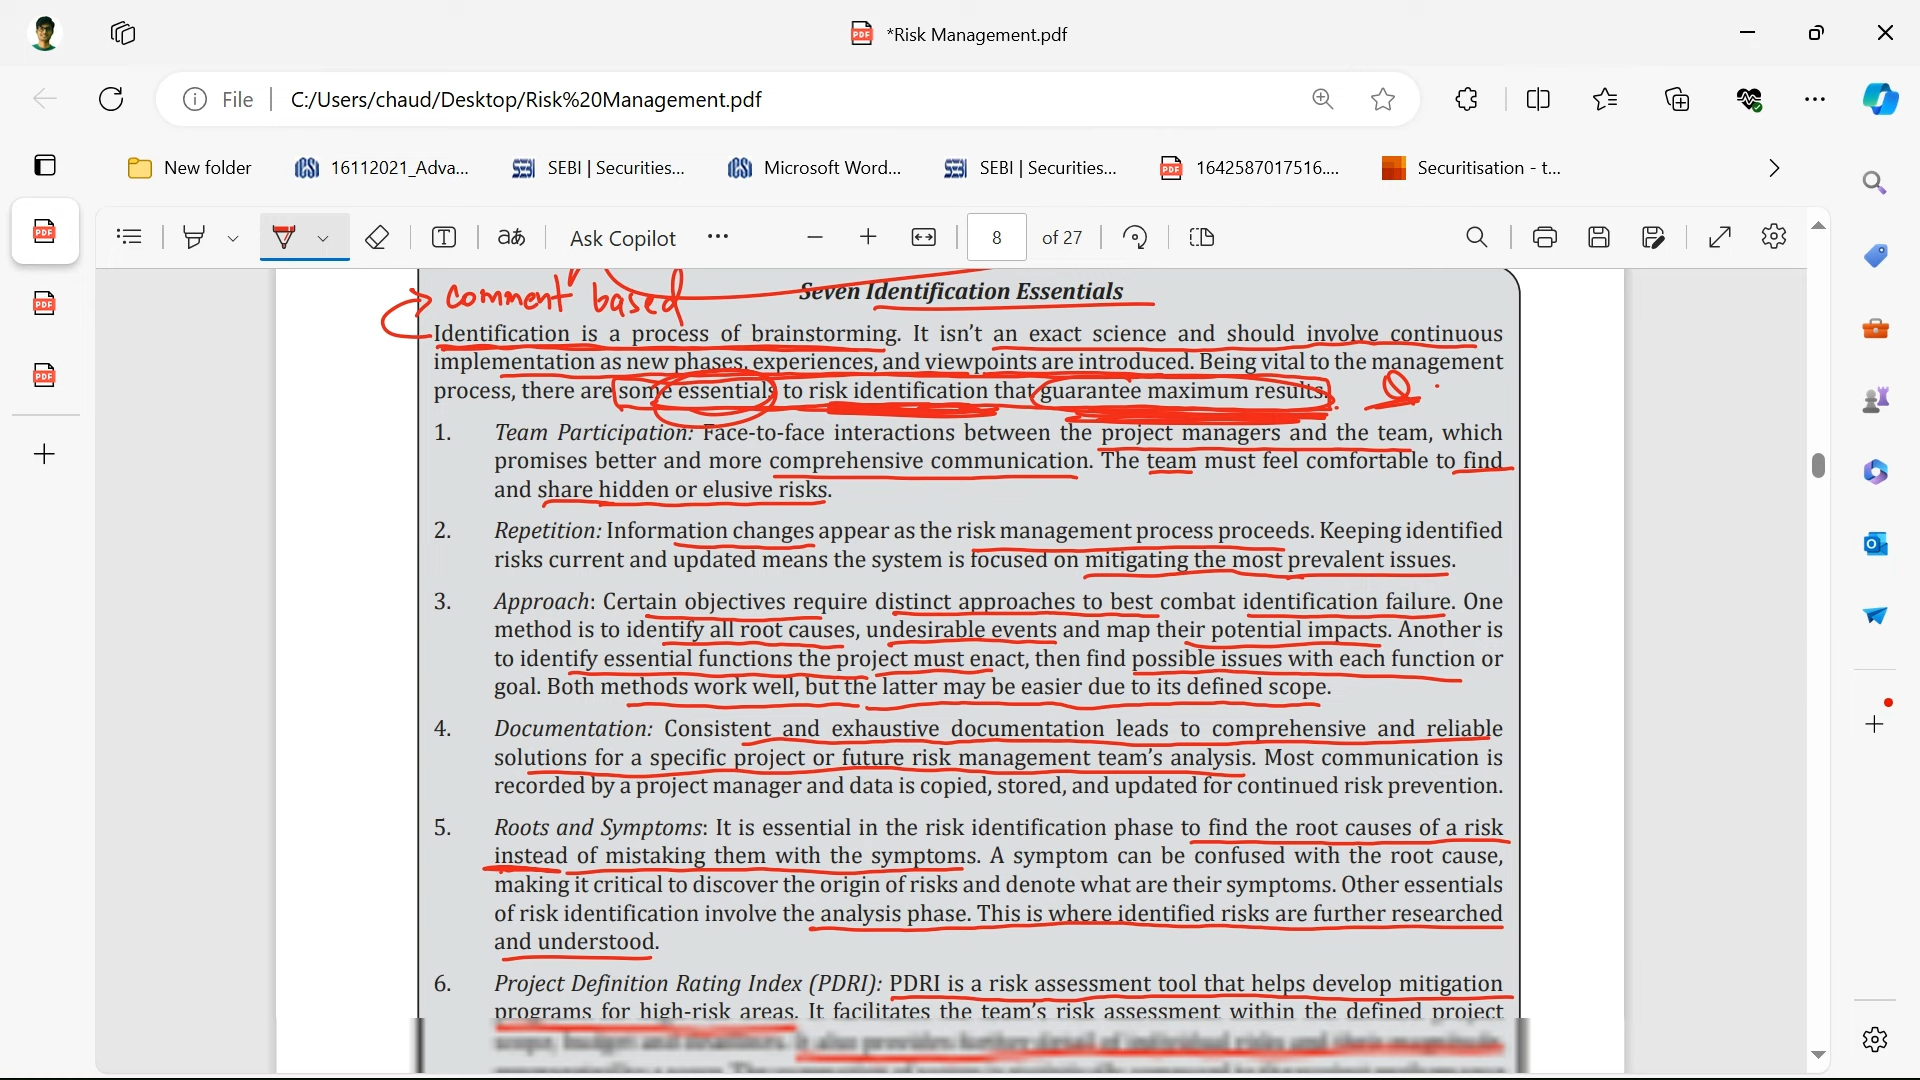 *Risk Management.pdf
File C:/Users/chaud/Desktop/Risk%20Management.pdf
New folder 16112021_Adva... SEBI | Securities... Microsoft Word... SEBI | Securities... 1642587017516.... Securitisation - t...
Ask Copilot 8 of 27
comment based
Seven Identification Essentials
Identification is a process of brainstorming. It isn't an exact science and should involve continuous
implementation as new phases, experiences, and viewpoints are introduced. Being vital to the management
process, there are some essentials to risk identification that guarantee maximum results.
1. Team Participation: Face-to-face interactions between the project managers and the team, which
promises better and more comprehensive communication. The team must feel comfortable to find
and share hidden or elusive risks.
2. Repetition: Information changes appear as the risk management process proceeds. Keeping identified
risks current and updated means the system is focused on mitigating the most prevalent issues.
3. Approach: Certain objectives require distinct approaches to best combat identification failure. One
method is to identify all root causes, undesirable events and map their potential impacts. Another is
to identify essential functions the project must enact, then find possible issues with each function or
goal. Both methods work well, but the latter may be easier due to its defined scope.
4. Documentation: Consistent and exhaustive documentation leads to comprehensive and reliable
solutions for a specific project or future risk management team's analysis. Most communication is
recorded by a project manager and data is copied, stored, and updated for continued risk prevention.
5. Roots and Symptoms: It is essential in the risk identification phase to find the root causes of a risk
instead of mistaking them with the symptoms. A symptom can be confused with the root cause,
making it critical to discover the origin of risks and denote what are their symptoms. Other essentials
of risk identification involve the analysis phase. This is where identified risks are further researched
and understood.
6. Project Definition Rating Index (PDRI): PDRI is a risk assessment tool that helps develop mitigation
programs for high-risk areas. It facilitates the team's risk assessment within the defined project